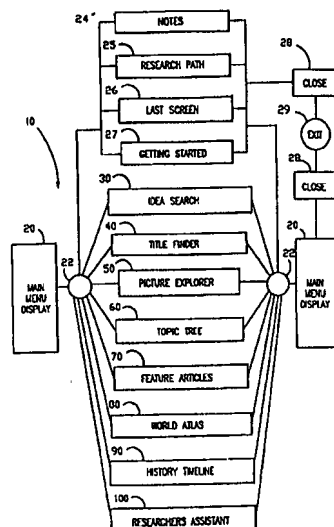 24
NOTES
25
RESEARCH PATH
28
CLOSE
26
LAST SCREEN
29
EXIT
27
GETTING STARTED
28
CLOSE
10
30
IDEA SEARCH
20
40
TITLE FINDER
20
22
50
22
MAIN
MENU
DISPLAY
PICTURE EXPLORER
MAIN
MENU
DISPLAY
60
TOPIC TREE
70
FEATURE ARTICLES
80
WORLD ATLAS
90
HISTORY TIMELINE
100
RESEARCHERS ASSISTANT